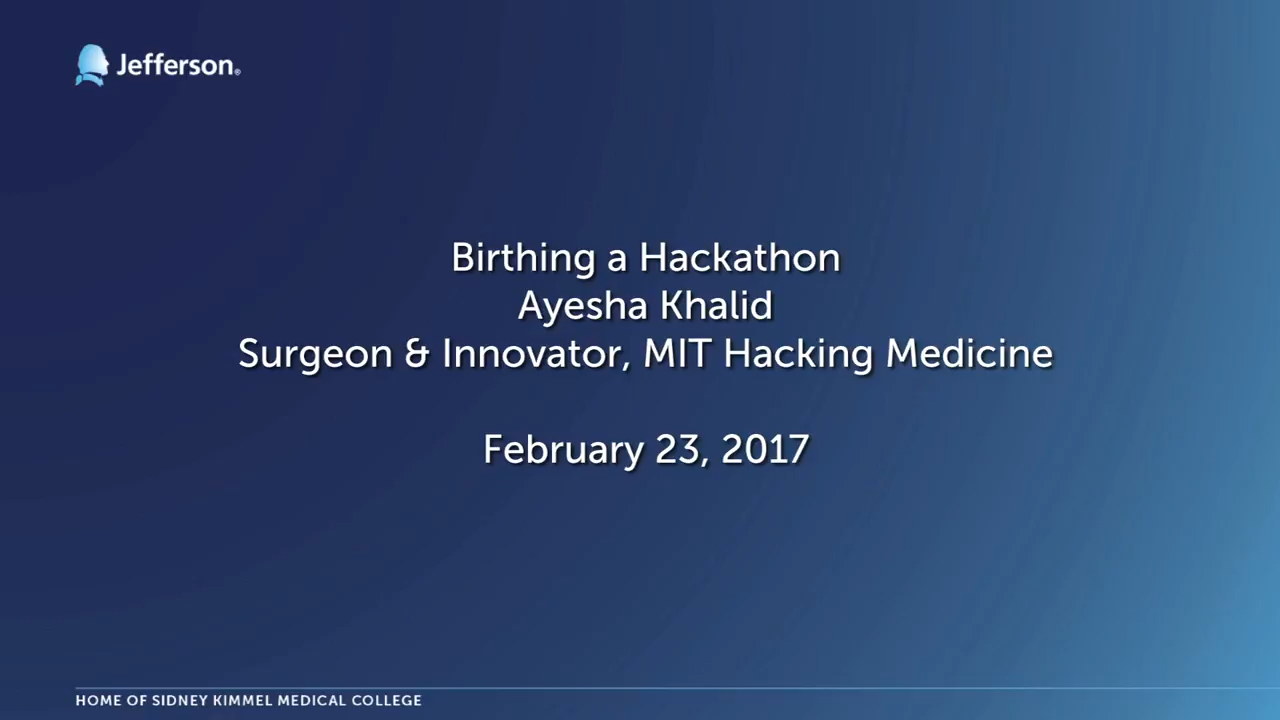 Jefferson®
Birthing a Hackathon
Ayesha Khalid
Surgeon & Innovator, MIT Hacking Medicine
February 23, 2017
HOME OF SIDNEY KIMMEL MEDICAL COLLEGE